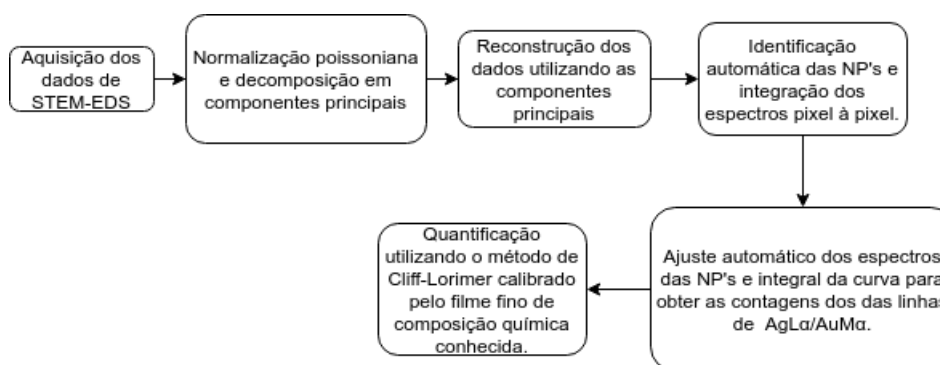 Aquisição dos
dados de
STEM-EDS
Normalização poissoniana
e decomposição em
componentes principais
Reconstrução dos
dados utilizando as
componentes
principais
Identificação
automática das NP's e
integração dos
espectros pixel à pixel.
Ajuste automático dos espectros
das NP's e integral da curva para
obter as contagens dos das linhas
de AgLα/AuMα.
Quantificação
utilizando o método de
Cliff-Lorimer calibrado
pelo filme fino de
composição química
conhecida.